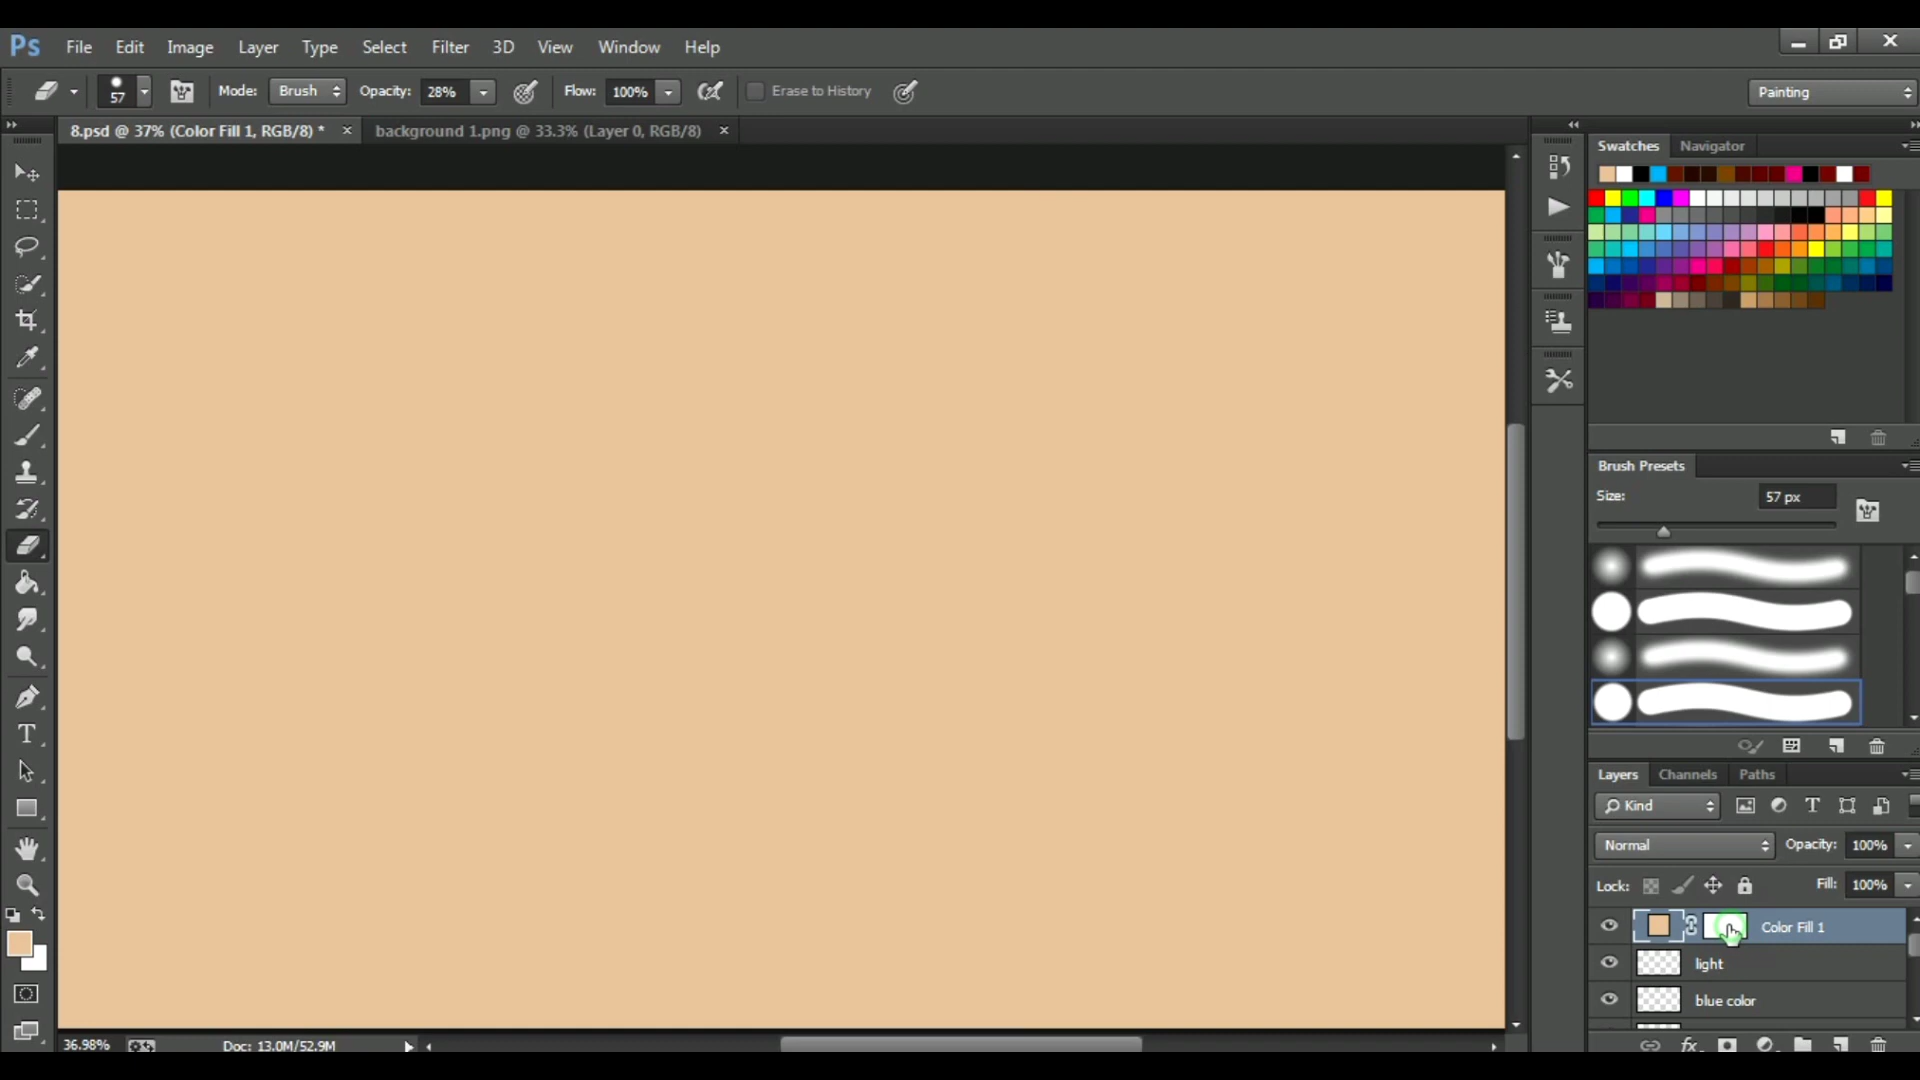 Ps File Edit Image Layer Type Select Filter 3D View Window Help
57 Mode: Brush Opacity: 28% Flow: 100% Erase to History Painting
8.psd @ 37% (Color Fill 1, RGB/8) * background 1.png @ 33.3% (Layer 0, RGB/8)
Swatches Navigator
Brush Presets
Size: 57 px
Layers Channels Paths
Kind
Normal Opacity: 100%
Lock: Fill: 100%
Color Fill 1
light
blue color
36.98% Doc: 13.0M/52.9M